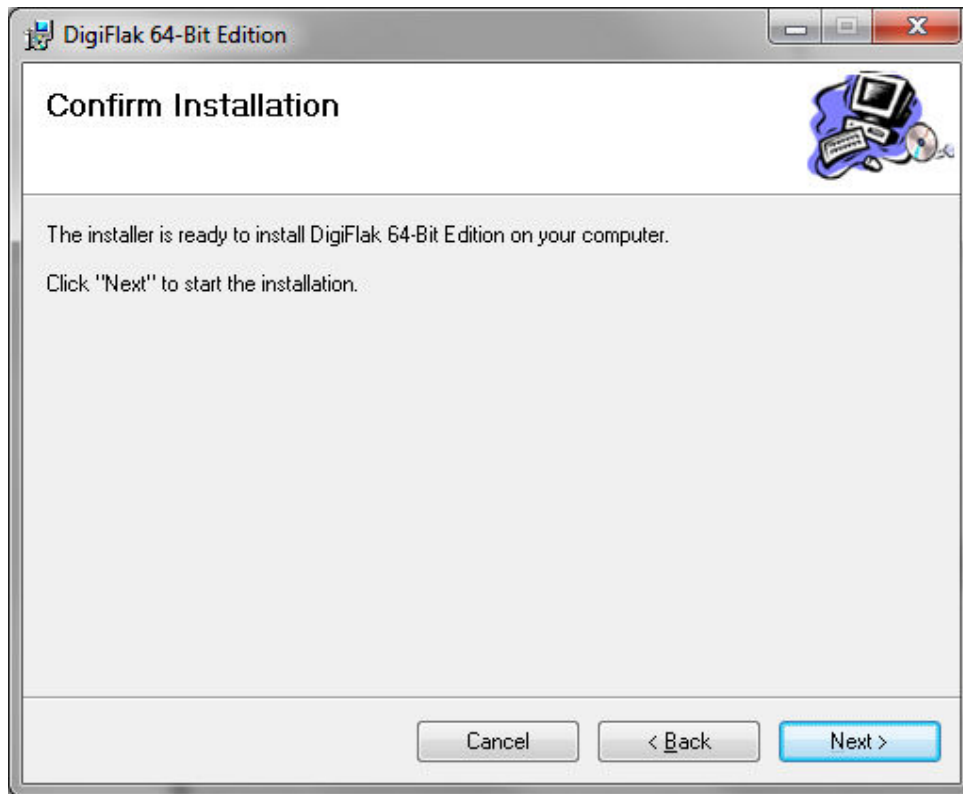 DigiFlak 64-Bit Edition
Confirm Installation
The installer is ready to install DigiFlak 64-Bit Edition on your computer.
Click "Next" to start the installation.
Cancel
< Back
Next >